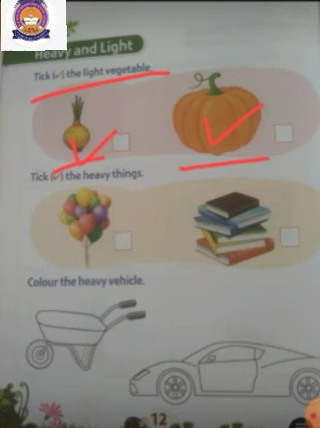 Heavy and Light
Tick (✓) the light vegetable.
Tick (✓) the heavy things.
Colour the heavy vehicle.
12